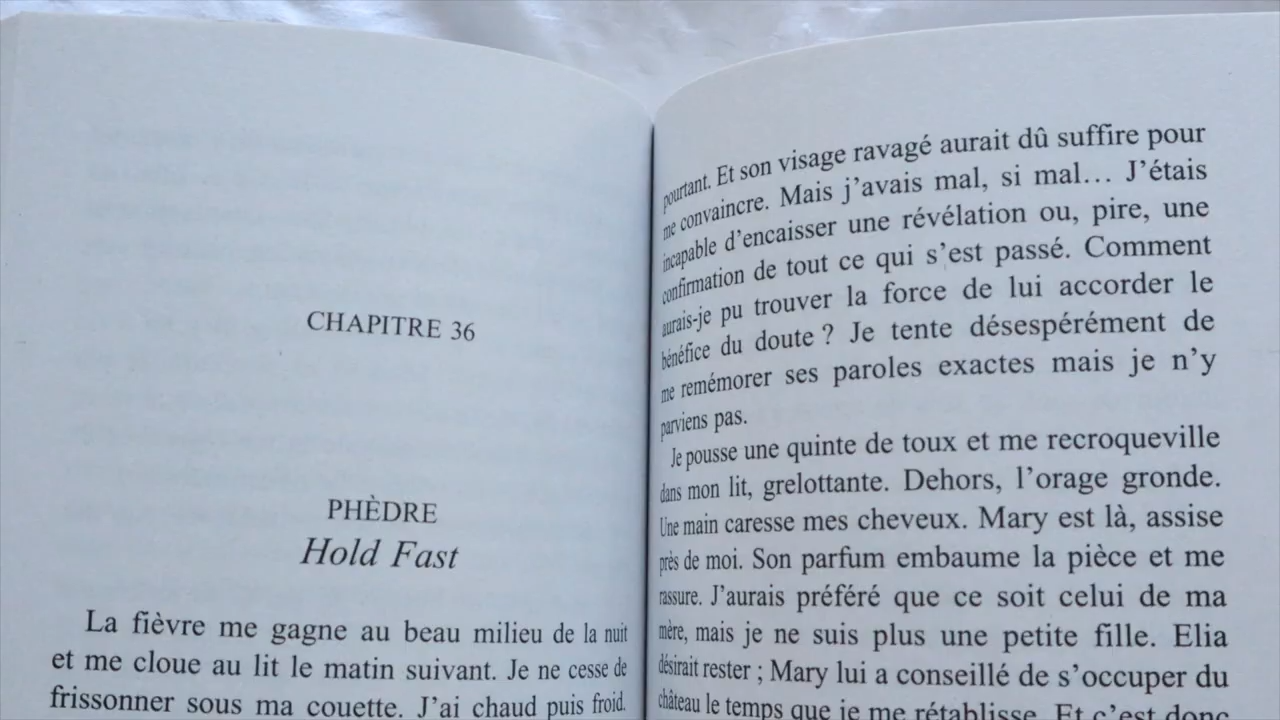 CHAPITRE 36
PHÈDRE
Hold Fast
La fièvre me gagne au beau milieu de la nuit
et me cloue au lit le matin suivant. Je ne cesse de
frissonner sous ma couette. J'ai chaud puis froid.
pourtant. Et son visage ravagé aurait dû suffire pour
me convaincre. Mais j'avais mal, si mal... J'étais
incapable d'encaisser une révélation ou, pire, une
confirmation de tout ce qui s'est passé. Comment
aurais-je pu trouver la force de lui accorder le
bénéfice du doute ? Je tente désespérément de
me remémorer ses paroles exactes mais je n'y
parviens pas.
Je pousse une quinte de toux et me recroqueville
dans mon lit, grelottante. Dehors, l'orage gronde.
Une main caresse mes cheveux. Mary est là, assise
près de moi. Son parfum embaume la pièce et me
rassure. J'aurais préféré que ce soit celui de ma
mère, mais je ne suis plus une petite fille. Elia
désirait rester ; Mary lui a conseillé de s'occuper du
château le temps que je me rétablisse. Et c'est donc